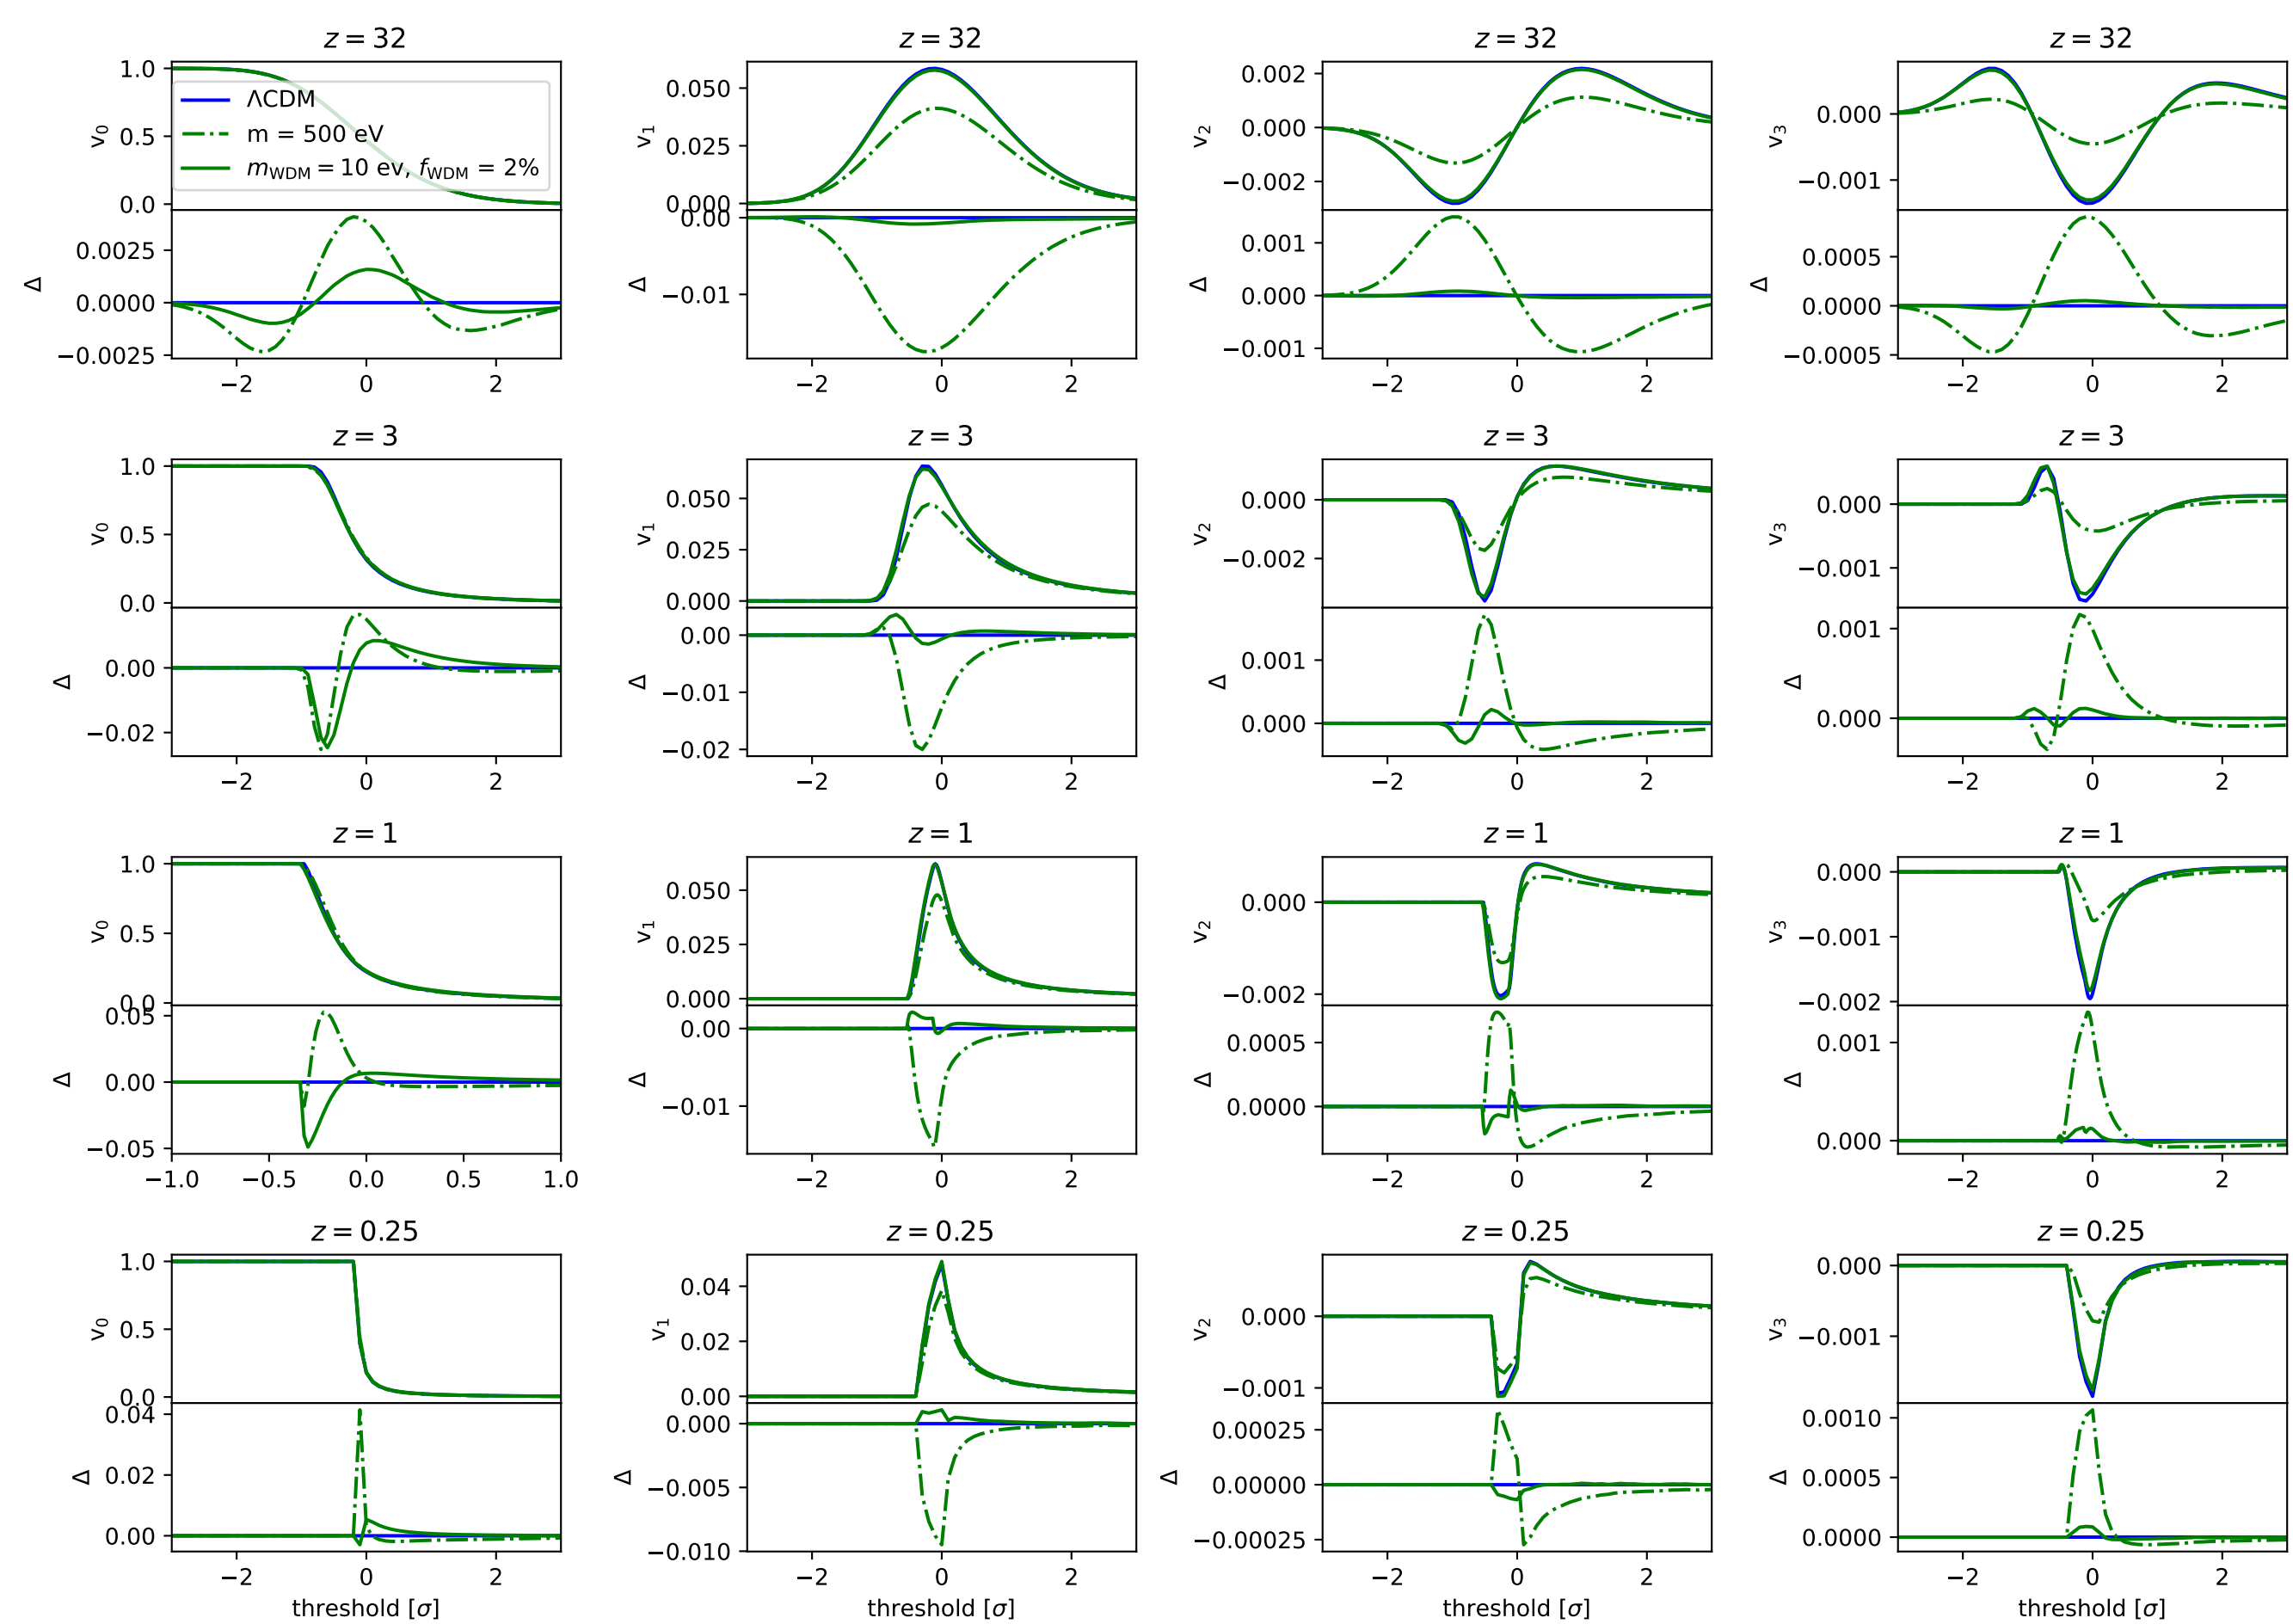 z = 32 z = 32 z = 32 z = 32
1.0 0.5 0.0 v0
ΛCDM
m = 500 eV
mWDM = 10 ev, fWDM = 2%
0.050 0.025 0.000 v1
0.002 0.000 −0.002 v2
0.000 −0.001 v3
0.0025 0.0000 −0.0025 Δ
0.00 −0.01 Δ
0.001 0.000 −0.001 Δ
0.0005 0.0000 −0.0005 Δ
−2 0 2 −2 0 2 −2 0 2 −2 0 2
z = 3 z = 3 z = 3 z = 3
1.0 0.5 0.0 v0
0.050 0.025 0.000 v1
0.000 −0.002 v2
0.000 −0.001 v3
0.00 −0.02 Δ
0.00 −0.01 −0.02 Δ
0.001 0.000 Δ
0.001 0.000 Δ
−2 0 2 −2 0 2 −2 0 2 −2 0 2
z = 1 z = 1 z = 1 z = 1
1.0 0.5 0.0 v0
0.050 0.025 0.000 v1
0.000 −0.002 v2
0.000 −0.001 −0.002 v3
0.05 0.00 −0.05 Δ
0.00 −0.01 Δ
0.0005 0.0000 Δ
0.001 0.000 Δ
−1.0 −0.5 0.0 0.5 1.0 −2 0 2 −2 0 2 −2 0 2
z = 0.25 z = 0.25 z = 0.25 z = 0.25
1.0 0.5 0.0 v0
0.04 0.02 0.00 v1
0.000 −0.001 v2
0.000 −0.001 v3
0.04 0.02 0.00 Δ
0.000 −0.005 −0.010 Δ
0.00025 0.00000 −0.00025 Δ
0.0010 0.0005 0.0000 Δ
−2 0 2 −2 0 2 −2 0 2 −2 0 2
threshold [σ] threshold [σ] threshold [σ] threshold [σ]